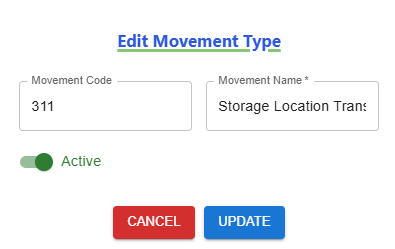 Edit Movement Type
Movement Code
Movement Name *
311
Storage Location Trans
Active
CANCEL
UPDATE